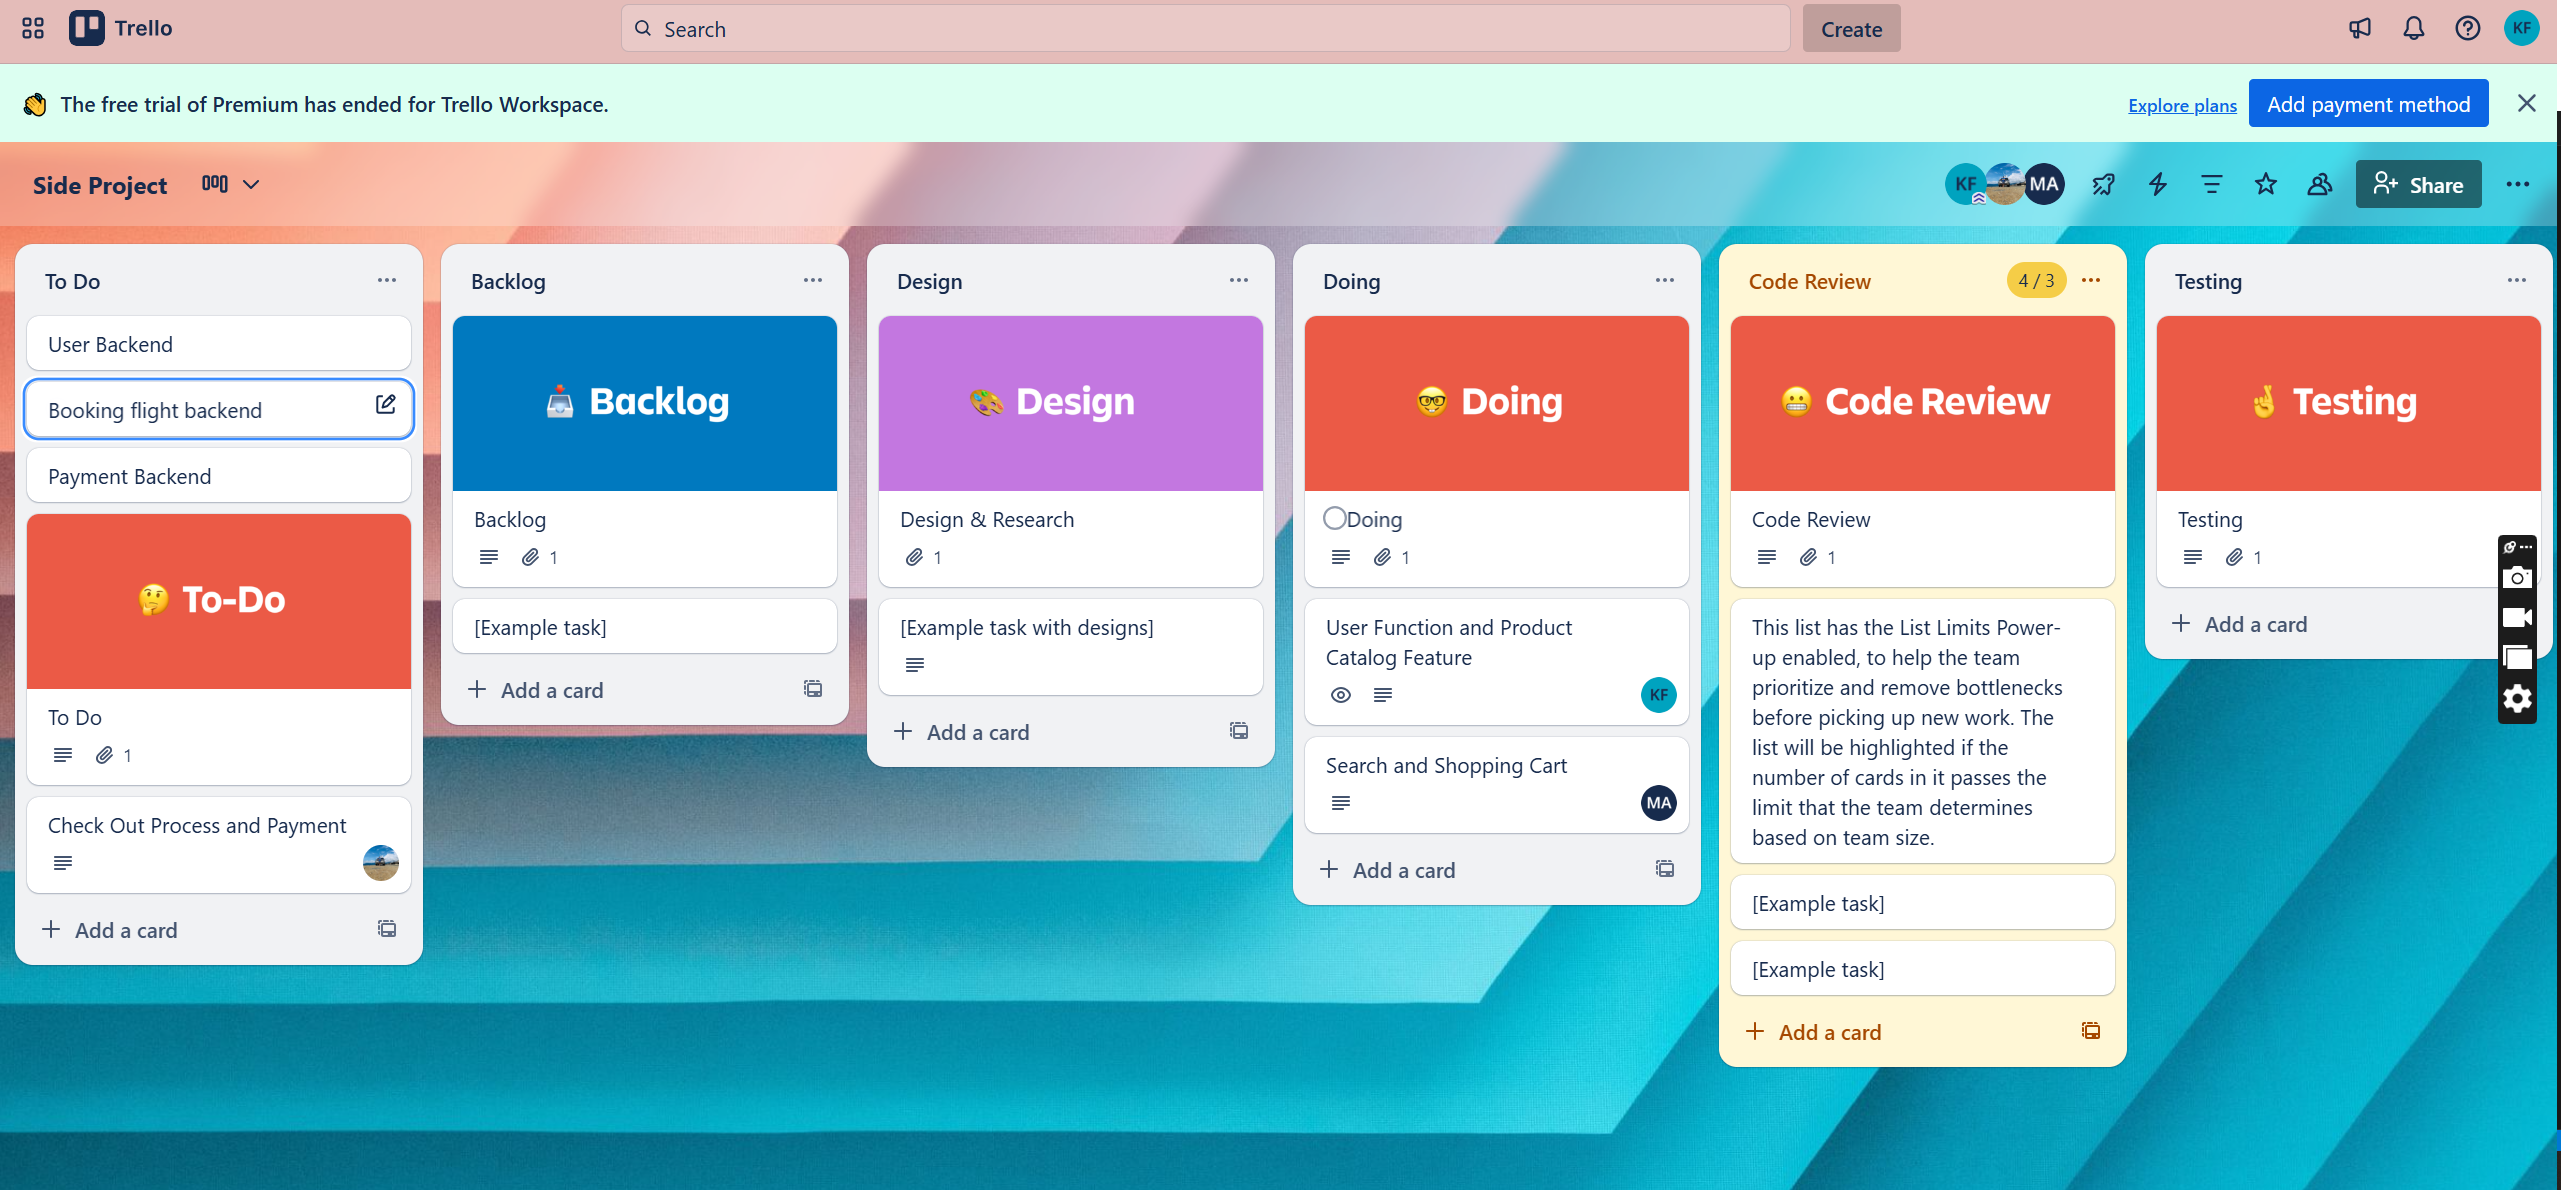 Trello
Search
Create
KF
The free trial of Premium has ended for Trello Workspace.
Explore plans
Add payment method
Side Project
KF
MA
Share
To Do
User Backend
Booking flight backend
Payment Backend
To-Do
To Do
1
Check Out Process and Payment
Add a card
Backlog
Backlog
Backlog
1
[Example task]
Add a card
Design
Design
Design & Research
1
[Example task with designs]
Add a card
Doing
Doing
Doing
1
User Function and Product
Catalog Feature
KF
Search and Shopping Cart
MA
Add a card
Code Review
4 / 3
Code Review
Code Review
1
This list has the List Limits Power-
up enabled, to help the team
prioritize and remove bottlenecks
before picking up new work. The
list will be highlighted if the
number of cards in it passes the
limit that the team determines
based on team size.
[Example task]
[Example task]
Add a card
Testing
Testing
Testing
1
Add a card